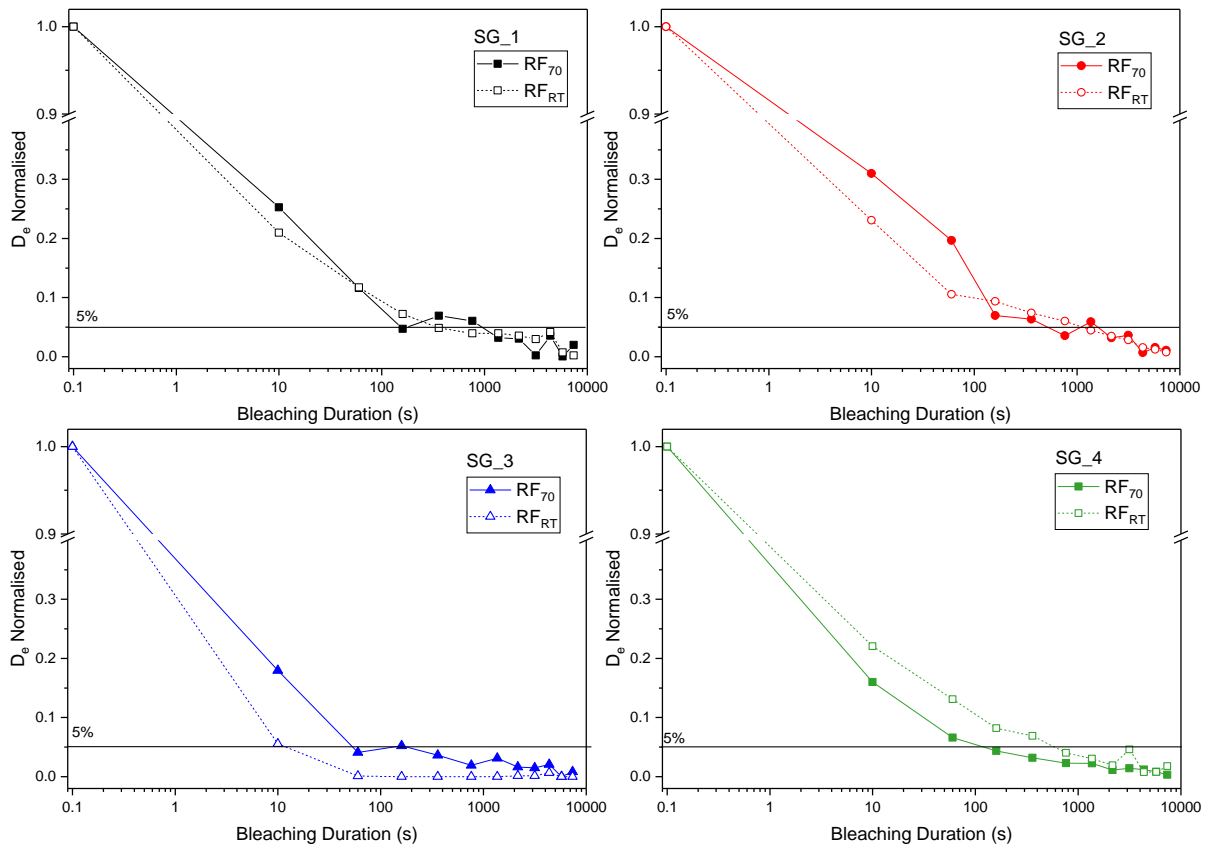 SG_1
RF70
RFRT
1.0
0.9
0.3
0.2
0.1
0.0
De Normalised
5%
0.1 1 10 100 1000 10000
Bleaching Duration (s)
SG_2
RF70
RFRT
1.0
0.9
0.3
0.2
0.1
0.0
De Normalised
5%
0.1 1 10 100 1000 10000
Bleaching Duration (s)
SG_3
RF70
RFRT
1.0
0.9
0.3
0.2
0.1
0.0
De Normalised
5%
0.1 1 10 100 1000 10000
Bleaching Duration (s)
SG_4
RF70
RFRT
1.0
0.9
0.3
0.2
0.1
0.0
De Normalised
5%
0.1 1 10 100 1000 10000
Bleaching Duration (s)